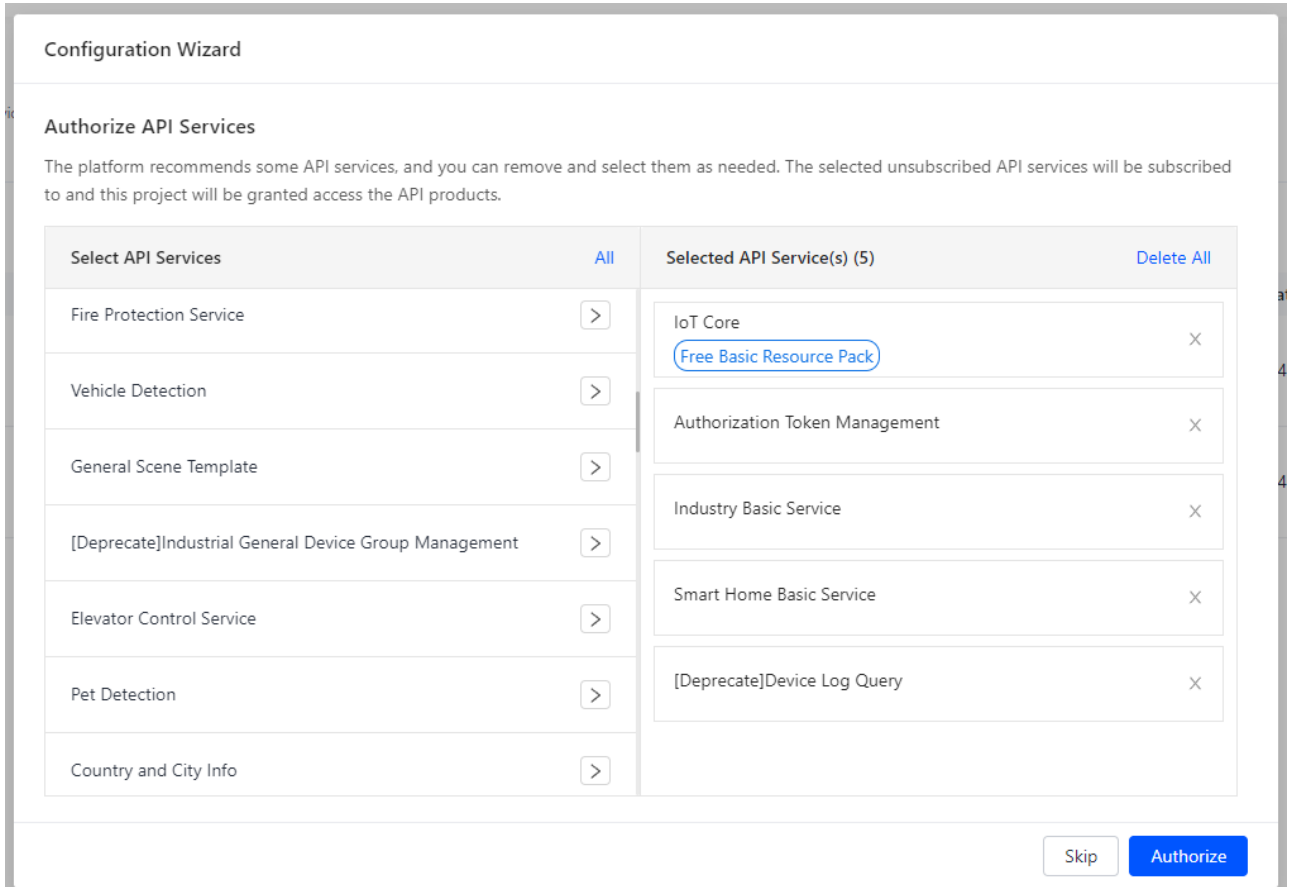 Configuration Wizard
Authorize API Services
The platform recommends some API services, and you can remove and select them as needed. The selected unsubscribed API services will be subscribed
to and this project will be granted access the API products.
Select API Services
All
Fire Protection Service
Vehicle Detection
General Scene Template
[Deprecate]Industrial General Device Group Management
Elevator Control Service
Pet Detection
Country and City Info
Selected API Service(s) (5)
Delete All
IoT Core
Free Basic Resource Pack
Authorization Token Management
Industry Basic Service
Smart Home Basic Service
[Deprecate]Device Log Query
Skip
Authorize